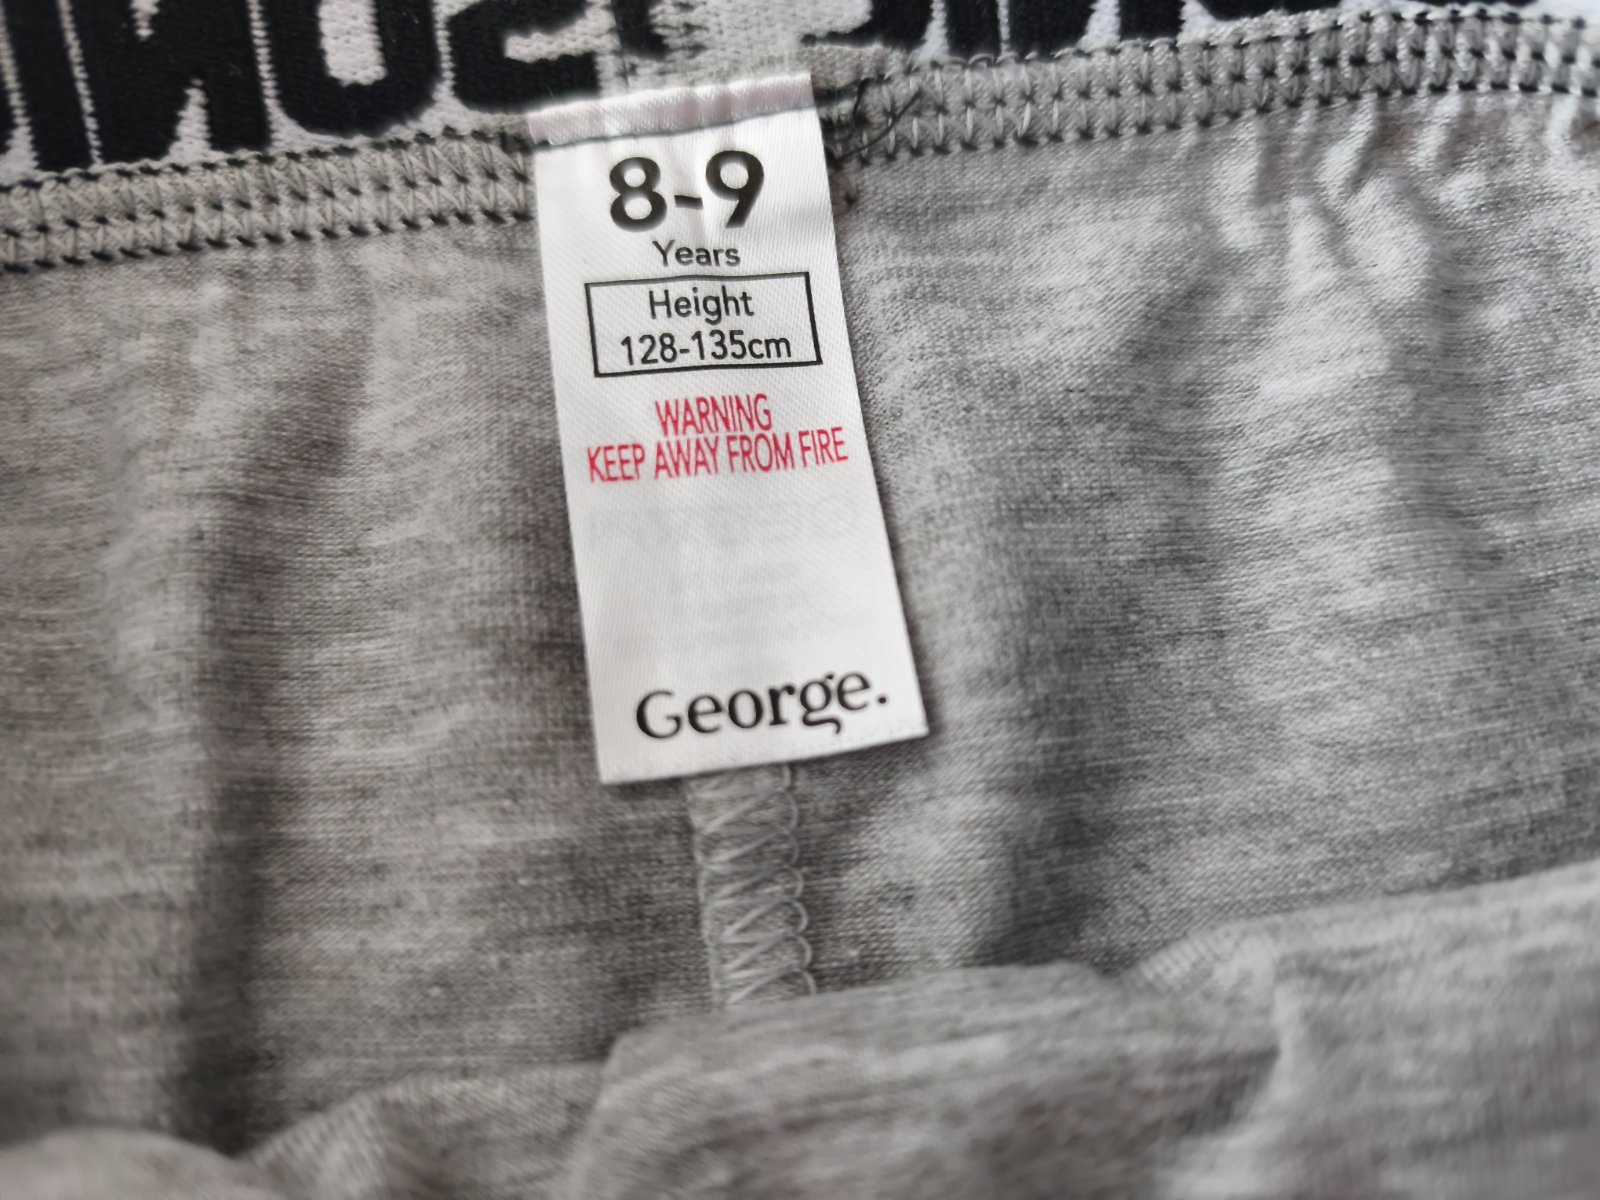 8-9
Years
Height
128-135cm
WARNING
KEEP AWAY FROM FIRE
George.